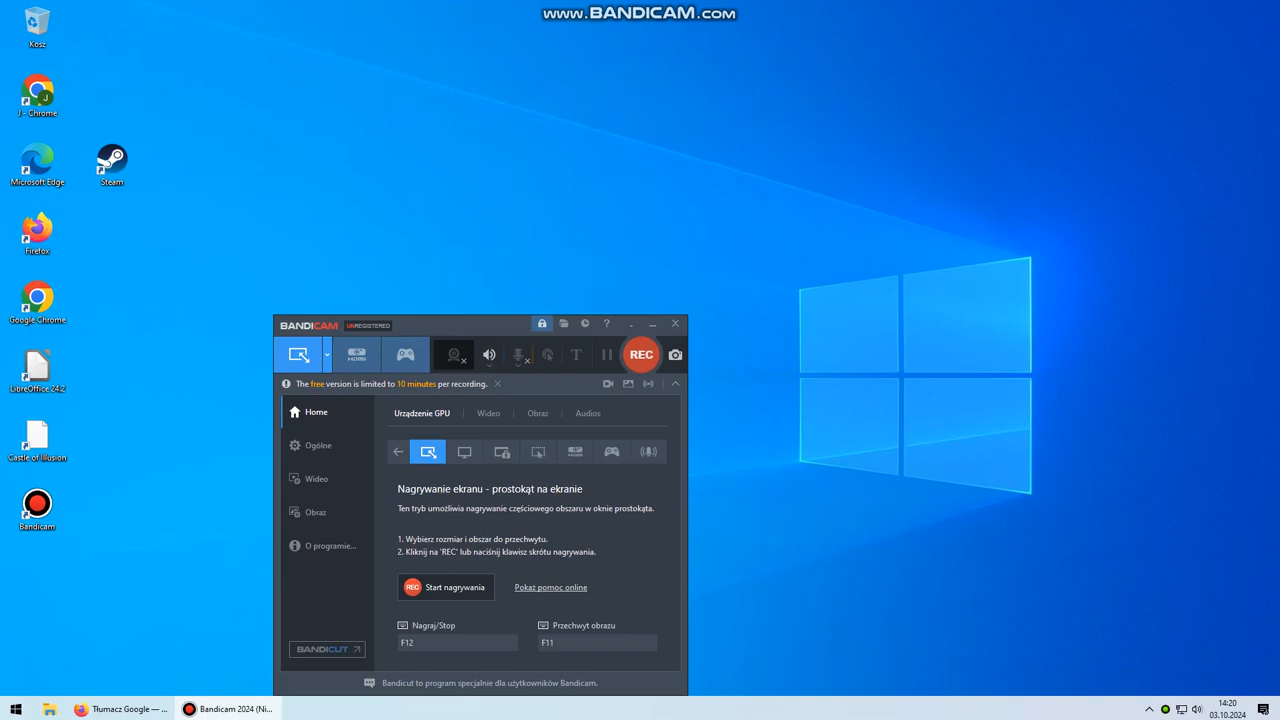 www.BANDICAM.com
Kosz
J - Chrome
Microsoft Edge
Steam
Firefox
Google Chrome
LibreOffice 24.2
Castle of Illusion
Bandicam
BANDICAM UNREGISTERED
HDMI
REC
The free version is limited to 10 minutes per recording.
Home
Ogólne
Wideo
Obraz
O programie...
BANDICUT
Urządzenie GPU
Wideo
Obraz
Audios
Nagrywanie ekranu - prostokąt na ekranie
Ten tryb umożliwia nagrywanie częściowego obszaru w oknie prostokąta.
1. Wybierz rozmiar i obszar do przechwytu.
2. Kliknij na 'REC' lub naciśnij klawisz skrótu nagrywania.
REC Start nagrywania
Pokaż pomoc online
Nagraj/Stop
F12
Przechwyt obrazu
F11
Bandicut to program specjalnie dla użytkowników Bandicam.
Tłumacz Google — ...
Bandicam 2024 (Ni...
14:20
03.10.2024